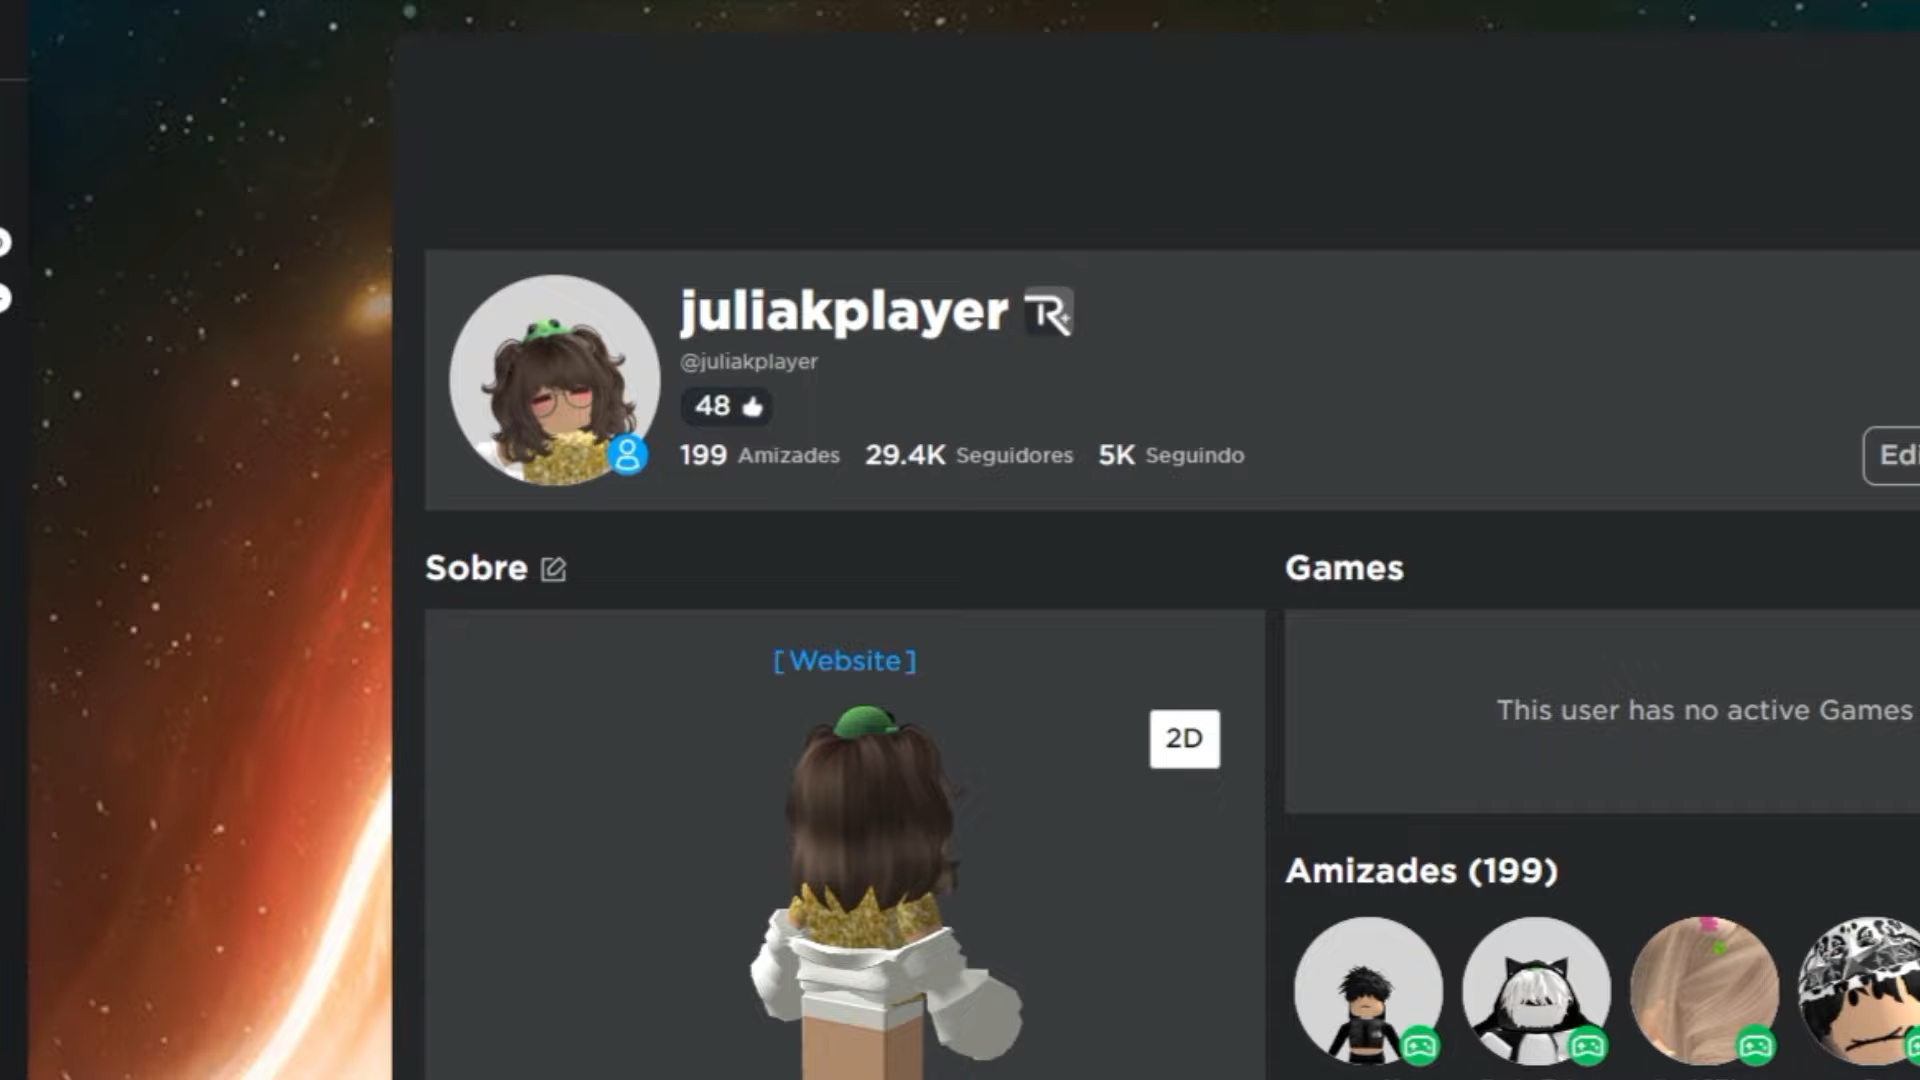 juliakplayer
@juliakplayer
48
199 Amizades 29.4K Seguidores 5K Seguindo
Sobre
Games
[Website]
2D
This user has no active Games
Amizades (199)